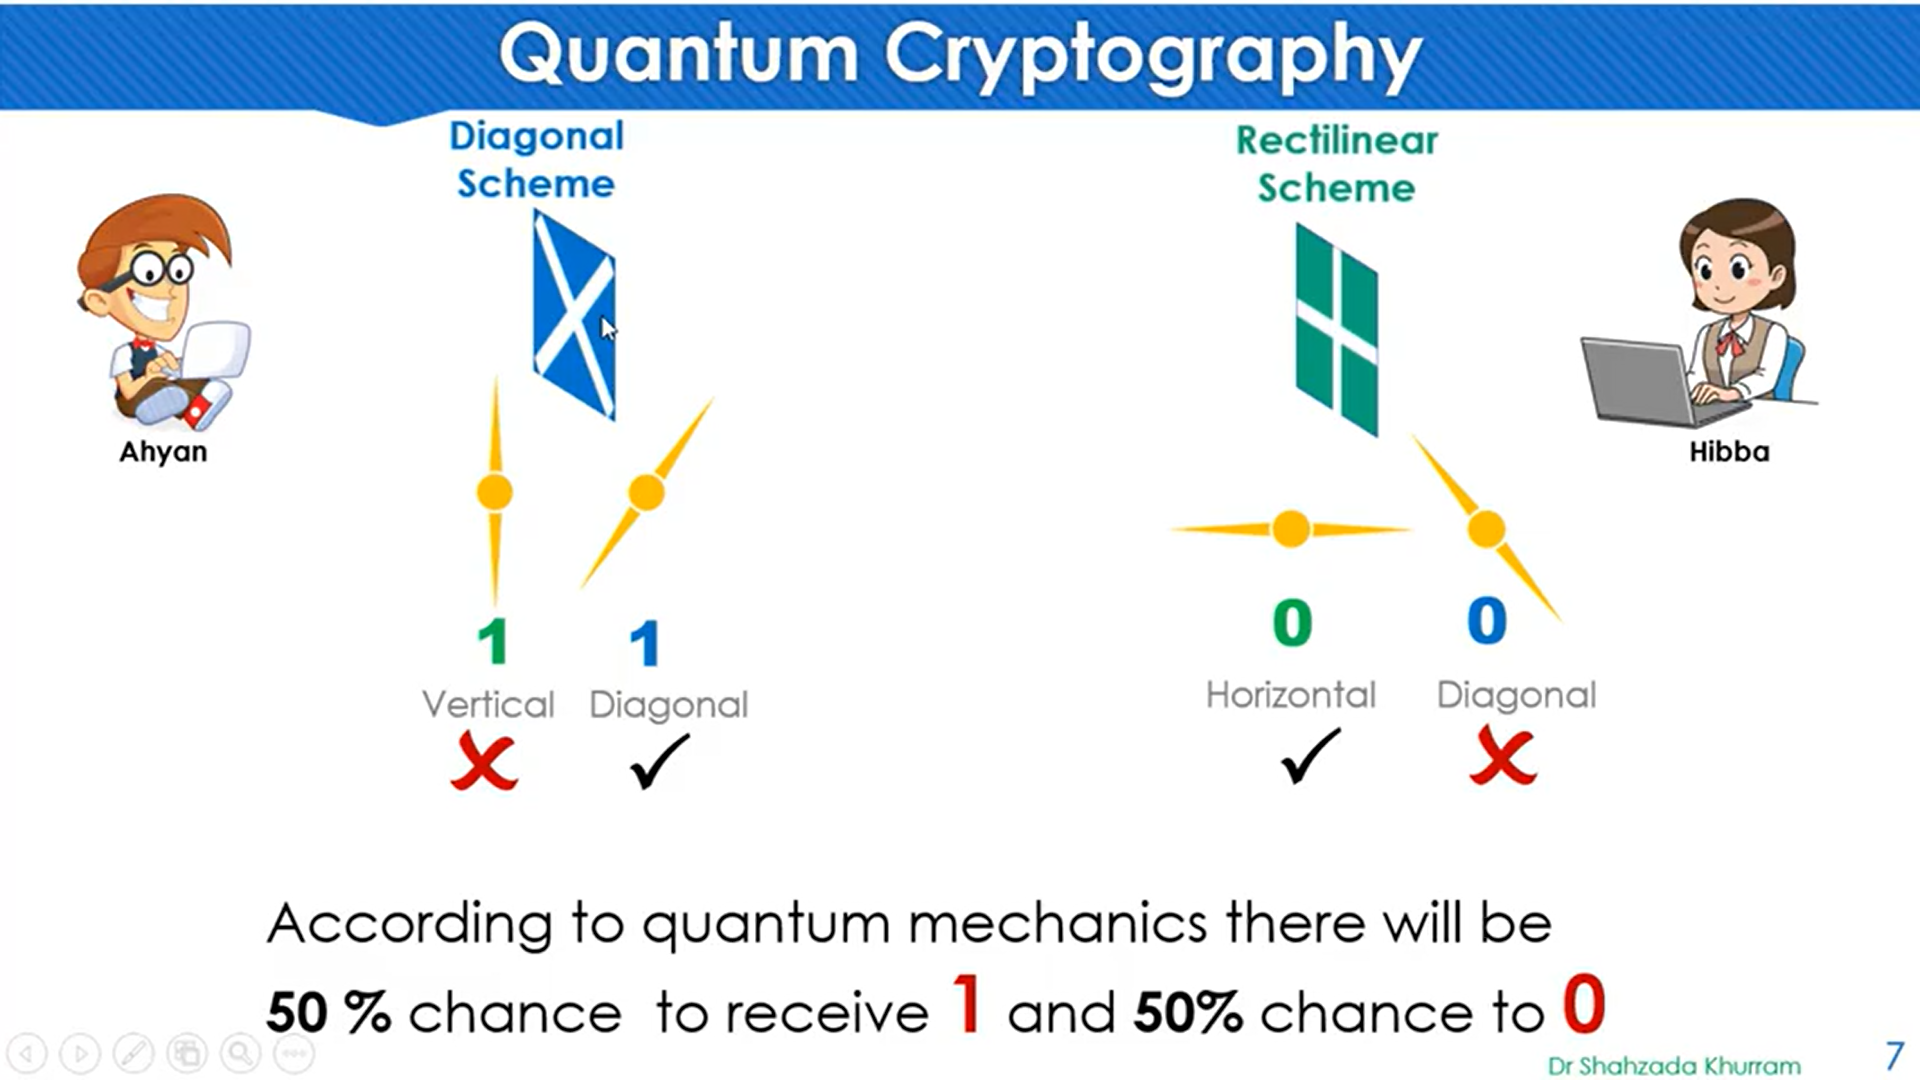 Quantum Cryptography
Diagonal
Scheme
Rectilinear
Scheme
Ahyan
Hibba
1
1
0
0
Vertical
Diagonal
Horizontal
Diagonal
According to quantum mechanics there will be
50 % chance to receive 1 and 50% chance to 0
Dr Shahzada Khurram
7